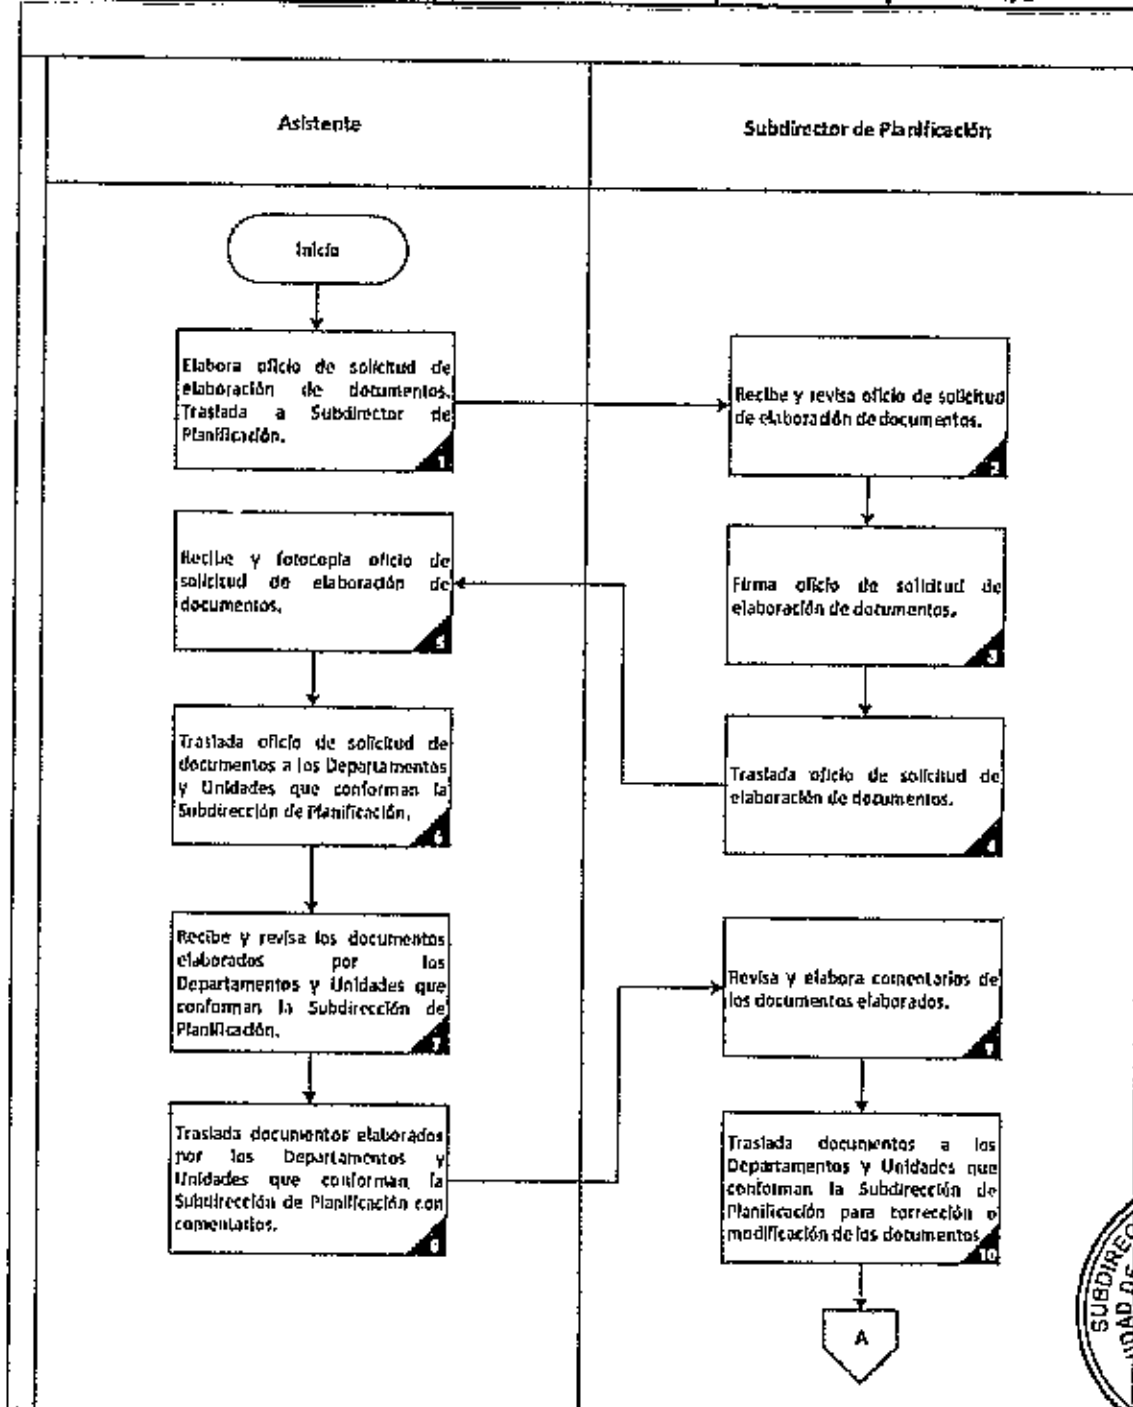 Asistente
Subdirector de Planificación
Inicio
Elabora oficio de solicitud de
elaboración de documentos.
Traslada a Subdirector de
Planificación.
1
Recibe y revisa oficio de solicitud
de elaboración de documentos.
2
Firma oficio de solicitud de
elaboración de documentos.
3
Traslada oficio de solicitud de
elaboración de documentos.
4
Recibe y fotocopia oficio de
solicitud de elaboración de
documentos.
5
Traslada oficio de solicitud de
documentos a los Departamentos
y Unidades que conforman la
Subdirección de Planificación.
6
Recibe y revisa los documentos
elaborados por los
Departamentos y Unidades que
conforman la Subdirección de
Planificación.
7
Traslada documentos elaborados
por los Departamentos y
Unidades que conforman la
Subdirección de Planificación con
comentarios.
8
Revisa y elabora comentarios de
los documentos elaborados.
9
Traslada documentos a los
Departamentos y Unidades que
conforman la Subdirección de
Planificación para corrección o
modificación de los documentos
10
A
SUBDIREC
DE